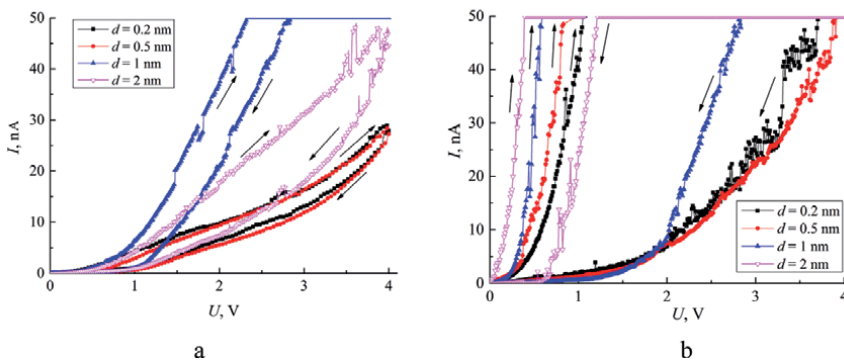 50
40
30
20
10
0
I, nA
d = 0.2 nm
d = 0.5 nm
d = 1 nm
d = 2 nm
0 1 2 3 4
U, V
a
50
40
30
20
10
0
I, nA
d = 0.2 nm
d = 0.5 nm
d = 1 nm
d = 2 nm
0 1 2 3 4
U, V
b